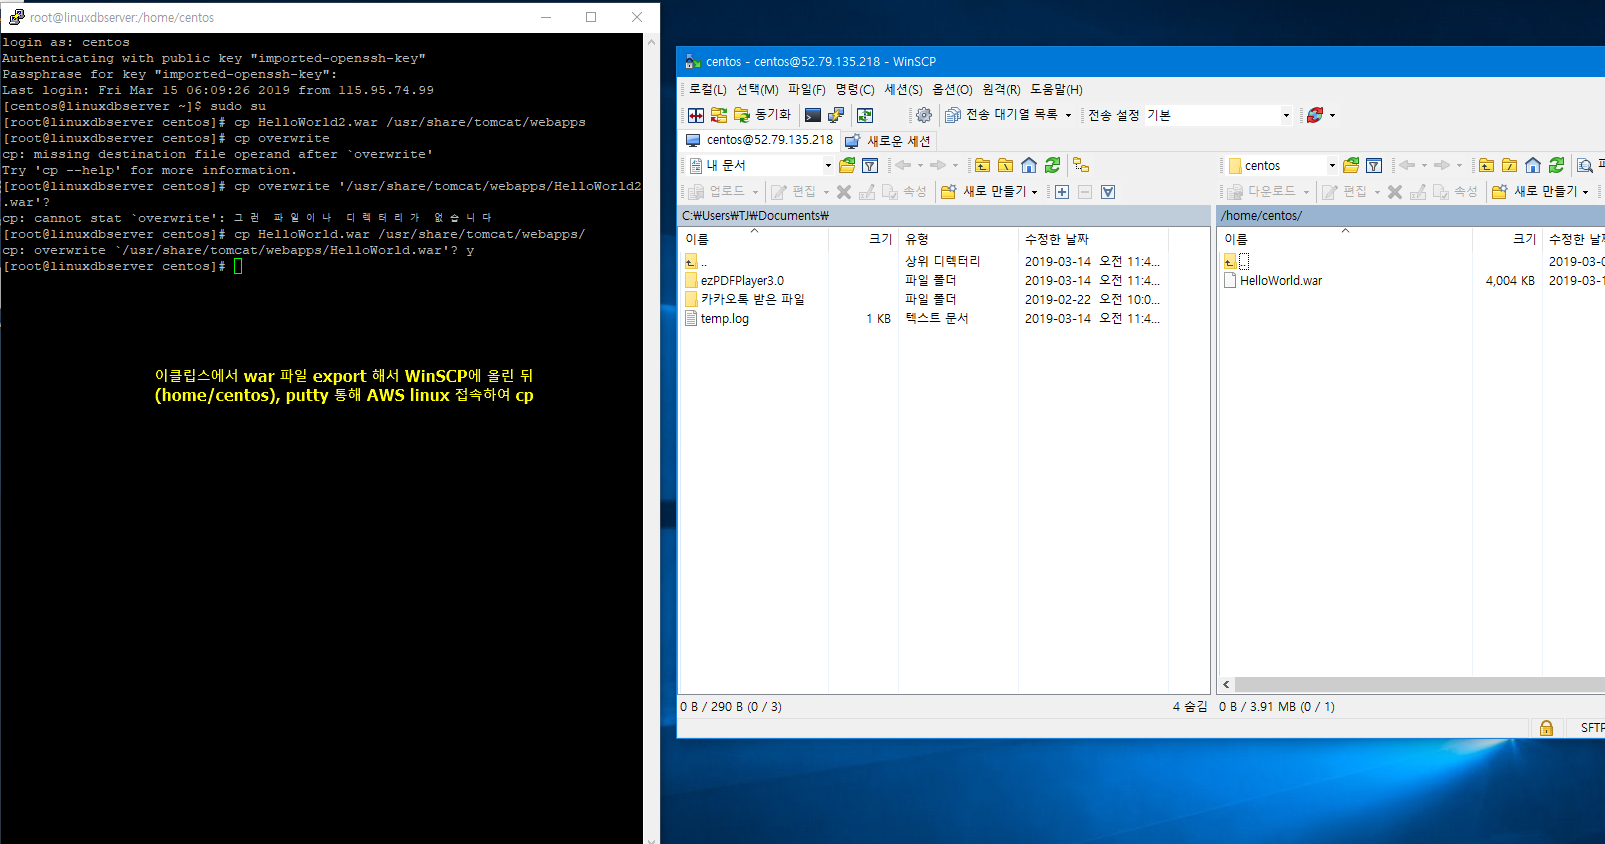 root@linuxdbserver:/home/centos
login as: centos
Authenticating with public key "imported-openssh-key"
Passphrase for key "imported-openssh-key":
Last login: Fri Mar 15 06:09:26 2019 from 115.95.74.99
[centos@linuxdbserver ~]$ sudo su
[root@linuxdbserver centos]# cp HelloWorld2.war /usr/share/tomcat/webapps
[root@linuxdbserver centos]# cp overwrite
cp: missing destination file operand after `overwrite'
Try 'cp --help' for more information.
[root@linuxdbserver centos]# cp overwrite '/usr/share/tomcat/webapps/HelloWorld2
.war'?
cp: cannot stat `overwrite': 그런 파일이나 디렉터리가 없습니다
[root@linuxdbserver centos]# cp HelloWorld.war /usr/share/tomcat/webapps/
cp: overwrite `/usr/share/tomcat/webapps/HelloWorld.war'? y
[root@linuxdbserver centos]#
이클립스에서 war 파일 export 해서 WinSCP에 올린 뒤
(home/centos), putty 통해 AWS linux 접속하여 cp
centos - centos@52.79.135.218 - WinSCP
로컬(L) 선택(M) 파일(F) 명령(C) 세션(S) 옵션(O) 원격(R) 도움말(H)
동기화 전송 대기열 목록 전송 설정 기본
centos@52.79.135.218 새로운 세션
내 문서 centos
업로드 편집 속성 새로 만들기 다운로드 편집 속성 새로 만들기
C:₩Users₩TJ₩Documents₩ /home/centos/
이름 크기 유형 수정한 날짜 이름 크기 수정한 날
.. 상위 디렉터리 2019-03-14 오전 11:4... .. 2019-03-0
ezPDFPlayer3.0 파일 폴더 2019-03-14 오전 11:4... HelloWorld.war 4,004 KB 2019-03-1
카카오톡 받은 파일 파일 폴더 2019-02-22 오전 10:0...
temp.log 1 KB 텍스트 문서 2019-03-14 오전 11:4...
0 B / 290 B (0 / 3) 4 숨김 0 B / 3.91 MB (0 / 1)
SFTP